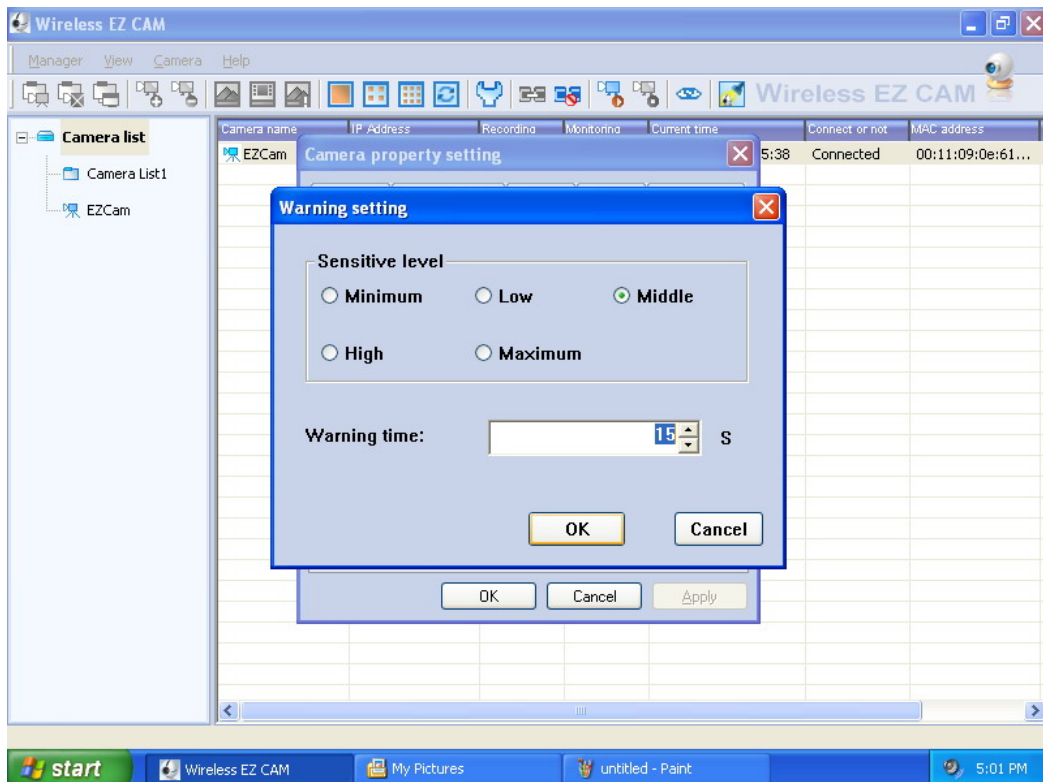 Wireless EZ CAM
Manager View Camera Help
Wireless EZ CAM
Camera list
Camera List1
EZCam
Camera name IP Address Recording Monitoring Current time Connect or not MAC address
EZCam 5:38 Connected 00:11:09:0e:61...
Camera property setting
Warning setting
Sensitive level
Minimum Low Middle
High Maximum
Warning time: 15 S
OK Cancel
OK Cancel Apply
start Wireless EZ CAM My Pictures untitled - Paint 5:01 PM